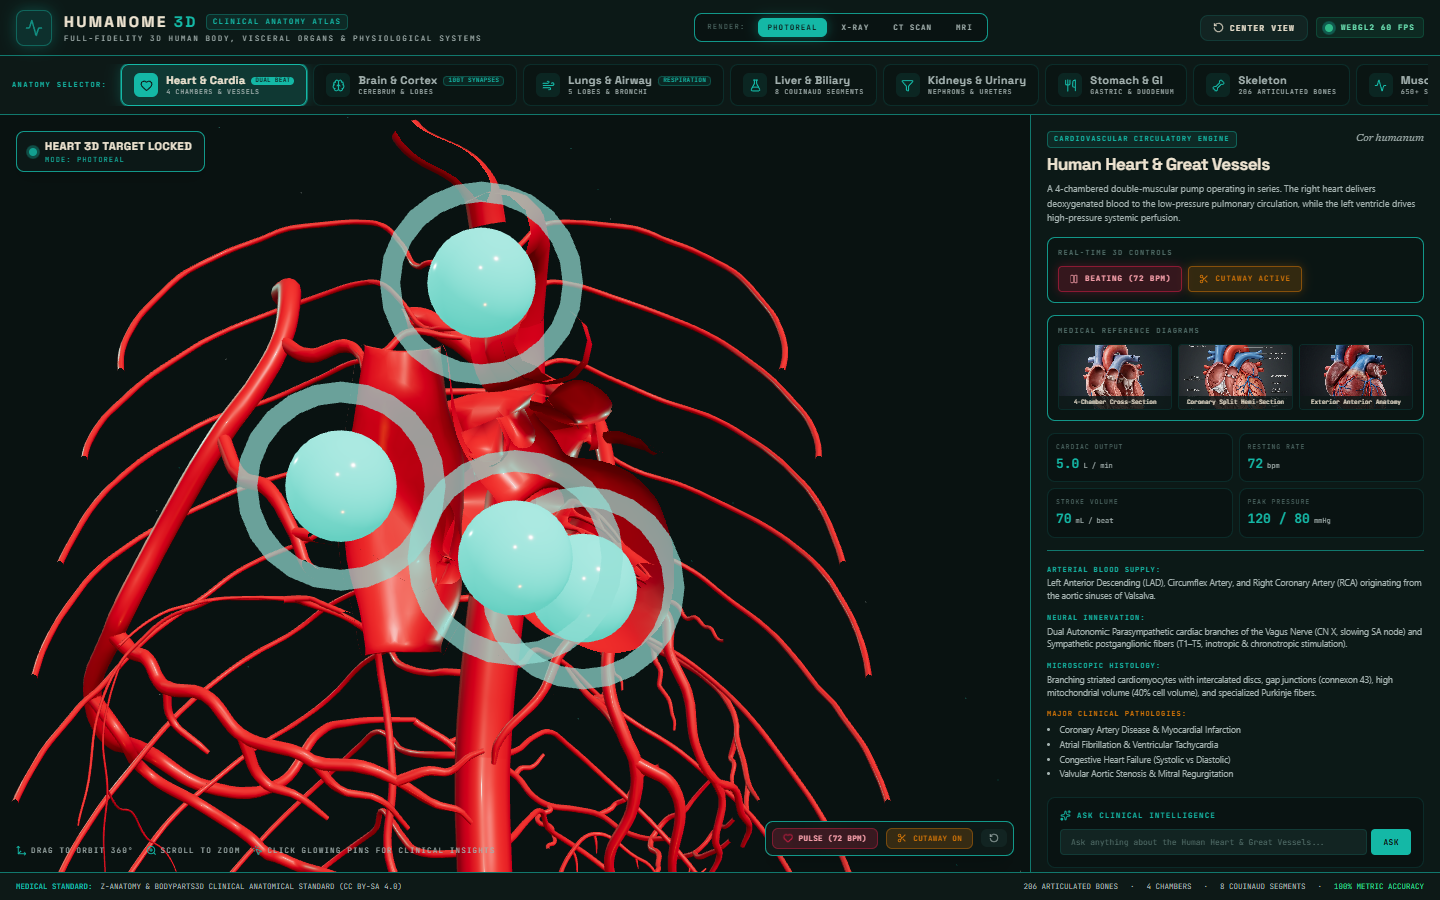 HUMANOME 3D CLINICAL ANATOMY ATLAS
FULL-FIDELITY 3D HUMAN BODY, VISCERAL ORGANS & PHYSIOLOGICAL SYSTEMS
RENDER: PHOTOREAL X-RAY CT SCAN MRI
CENTER VIEW
WEBGL2 60 FPS
ANATOMY SELECTOR:
Heart & Cardia DUAL BEAT
4 CHAMBERS & VESSELS
Brain & Cortex 100T SYNAPSES
CEREBRUM & LOBES
Lungs & Airway RESPIRATION
5 LOBES & BRONCHI
Liver & Biliary
8 COUINAUD SEGMENTS
Kidneys & Urinary
NEPHRONS & URETERS
Stomach & GI
GASTRIC & DUODENUM
Skeleton
206 ARTICULATED BONES
Musc
650+ S
HEART 3D TARGET LOCKED
MODE: PHOTOREAL
CARDIOVASCULAR CIRCULATORY ENGINE
Cor humanum
Human Heart & Great Vessels
A 4-chambered double-muscular pump operating in series. The right heart delivers
deoxygenated blood to the low-pressure pulmonary circulation, while the left ventricle drives
high-pressure systemic perfusion.
REAL-TIME 3D CONTROLS
BEATING (72 BPM)
CUTAWAY ACTIVE
MEDICAL REFERENCE DIAGRAMS
4-Chamber Cross-Section
Coronary Split Hemi-Section
Exterior Anterior Anatomy
CARDIAC OUTPUT
5.0 L / min
RESTING RATE
72 bpm
STROKE VOLUME
70 mL / beat
PEAK PRESSURE
120 / 80 mmHg
ARTERIAL BLOOD SUPPLY:
Left Anterior Descending (LAD), Circumflex Artery, and Right Coronary Artery (RCA) originating from
the aortic sinuses of Valsalva.
NEURAL INNERVATION:
Dual Autonomic: Parasympathetic cardiac branches of the Vagus Nerve (CN X, slowing SA node) and
Sympathetic postganglionic fibers (T1–T5, inotropic & chronotropic stimulation).
MICROSCOPIC HISTOLOGY:
Branching striated cardiomyocytes with intercalated discs, gap junctions (connexon 43), high
mitochondrial volume (40% cell volume), and specialized Purkinje fibers.
MAJOR CLINICAL PATHOLOGIES:
• Coronary Artery Disease & Myocardial Infarction
• Atrial Fibrillation & Ventricular Tachycardia
• Congestive Heart Failure (Systolic vs Diastolic)
• Valvular Aortic Stenosis & Mitral Regurgitation
ASK CLINICAL INTELLIGENCE
Ask anything about the Human Heart & Great Vessels...
ASK
PULSE (72 BPM)
CUTAWAY ON
DRAG TO ORBIT 360° SCROLL TO ZOOM CLICK GLOWING PINS FOR CLINICAL INSIGHTS
MEDICAL STANDARD: Z-ANATOMY & BODYPARTS3D CLINICAL ANATOMICAL STANDARD (CC BY-SA 4.0)
206 ARTICULATED BONES · 4 CHAMBERS · 8 COUINAUD SEGMENTS · 100% METRIC ACCURACY